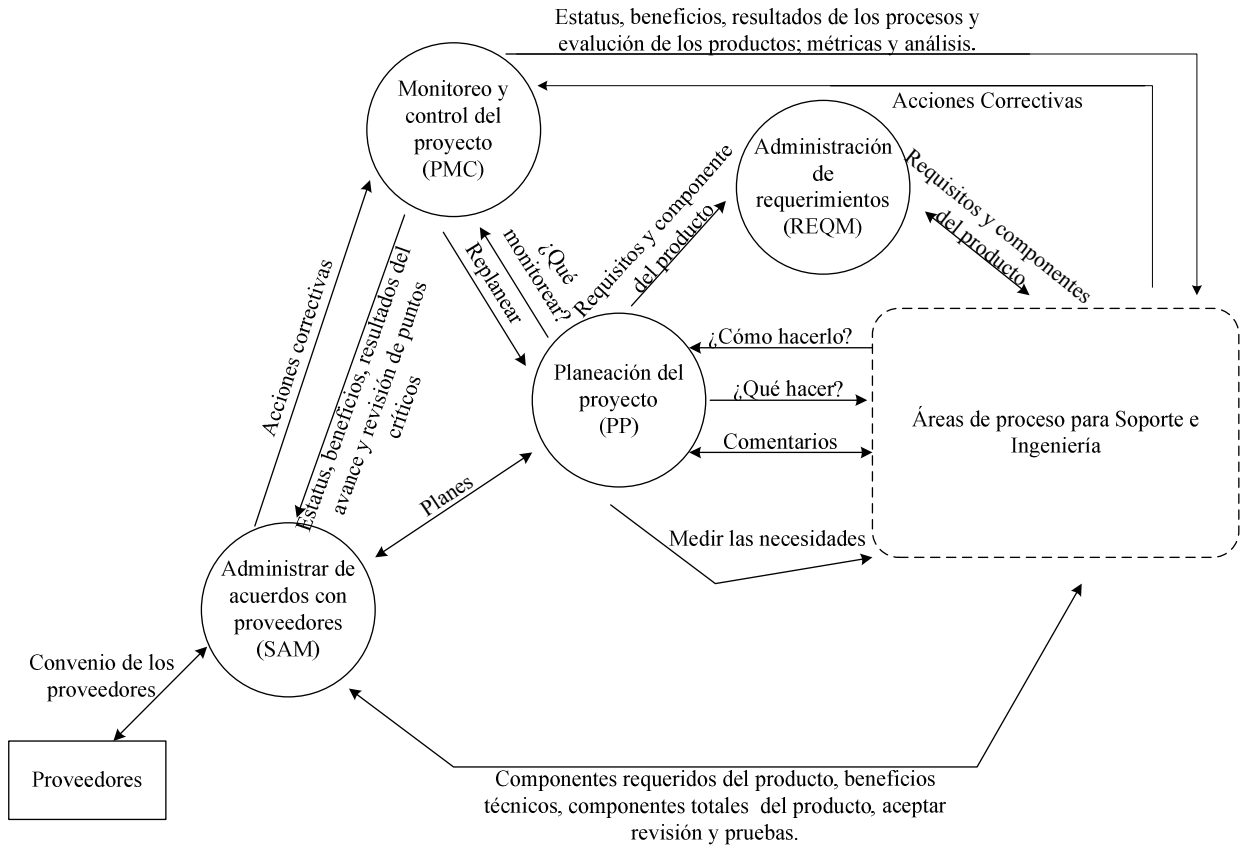 Estatus, beneficios, resultados de los procesos y
evalución de los productos; métricas y análisis.
Monitoreo y
control del
proyecto
(PMC)
Acciones Correctivas
Administración
de
requerimientos
(REQM)
Requisitos y componente
del producto
Requisitos y componentes
del producto
¿Qué
monitorear?
Replanear
Acciones correctivas
Estatus, beneficios, resultados del
avance y revisión de puntos
críticos
Planeación del
proyecto
(PP)
¿Cómo hacerlo?
¿Qué hacer?
Comentarios
Áreas de proceso para Soporte e
Ingeniería
Planes
Medir las necesidades
Administrar de
acuerdos con
proveedores
(SAM)
Convenio de los
proveedores
Proveedores
Componentes requeridos del producto, beneficios
técnicos, componentes totales del producto, aceptar
revisión y pruebas.